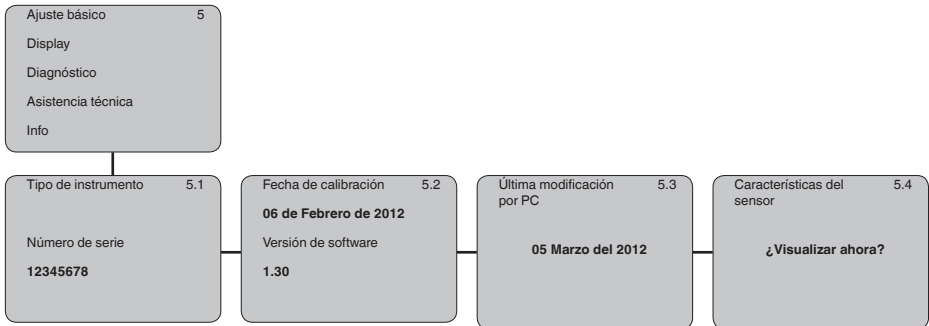 Ajuste básico 5
Display
Diagnóstico
Asistencia técnica
Info
Tipo de instrumento 5.1
Número de serie
12345678
Fecha de calibración 5.2
06 de Febrero de 2012
Versión de software
1.30
Última modificación 5.3
por PC
05 Marzo del 2012
Características del 5.4
sensor
¿Visualizar ahora?